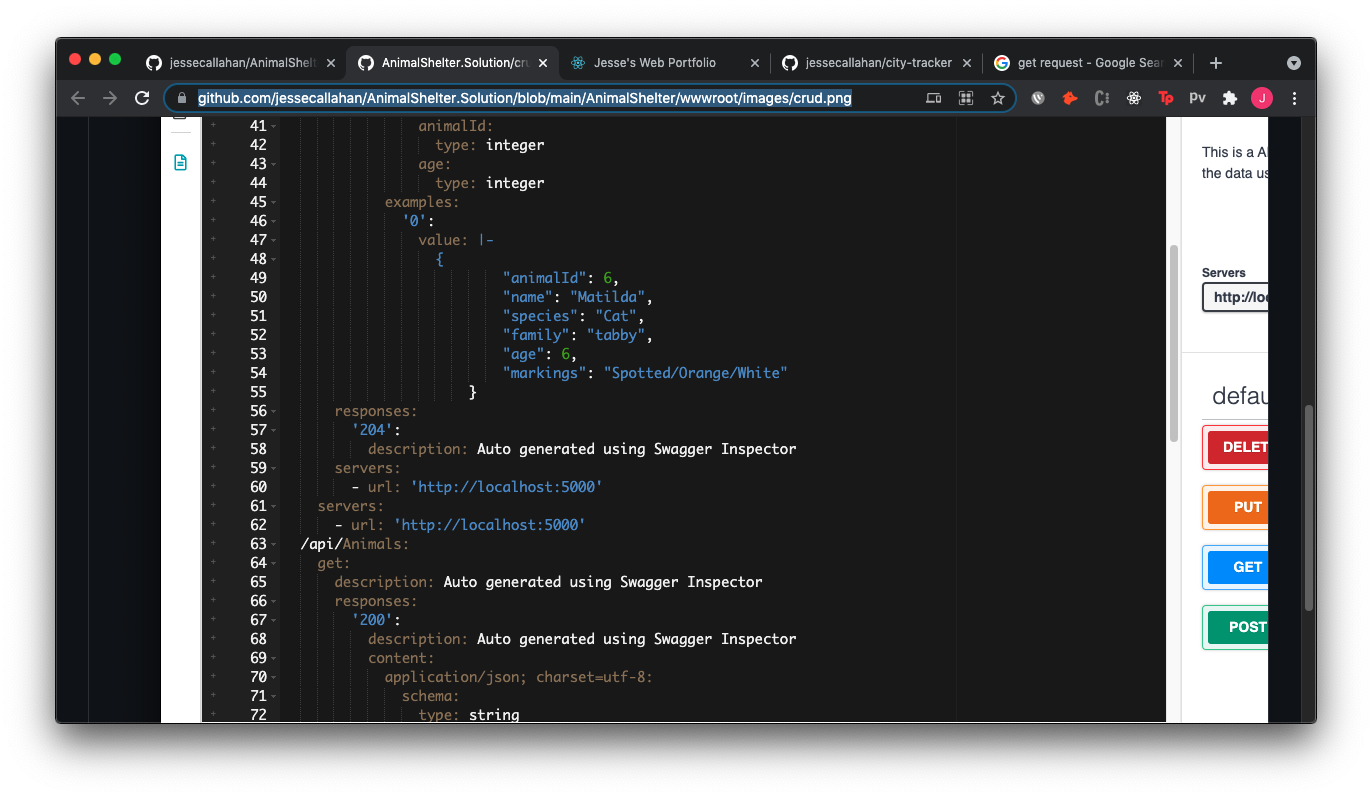 jessecallahan/AnimalShelt
AnimalShelter.Solution/cru
Jesse's Web Portfolio
jessecallahan/city-tracker
get request - Google Sear
github.com/jessecallahan/AnimalShelter.Solution/blob/main/AnimalShelter/wwwroot/images/crud.png
Tp
PV
J
41 animalId:
42 type: integer
43 age:
44 type: integer
45 examples:
46 '0':
47 value: |-
48 {
49 "animalId": 6,
50 "name": "Matilda",
51 "species": "Cat",
52 "family": "tabby",
53 "age": 6,
54 "markings": "Spotted/Orange/White"
55 }
56 responses:
57 '204':
58 description: Auto generated using Swagger Inspector
59 servers:
60 - url: 'http://localhost:5000'
61 servers:
62 - url: 'http://localhost:5000'
63 /api/Animals:
64 get:
65 description: Auto generated using Swagger Inspector
66 responses:
67 '200':
68 description: Auto generated using Swagger Inspector
69 content:
70 application/json; charset=utf-8:
71 schema:
72 type: string
This is a A
the data us
Servers
http://loc
defau
DELET
PUT
GET
POST